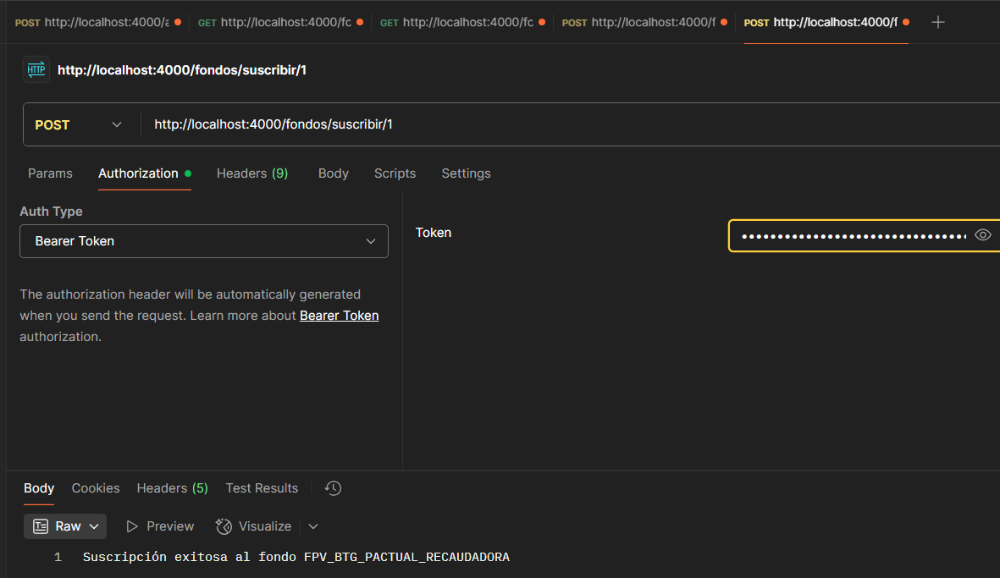 POST http://localhost:4000/a GET http://localhost:4000/fc GET http://localhost:4000/fc POST http://localhost:4000/f POST http://localhost:4000/f
HTTP http://localhost:4000/fondos/suscribir/1
POST http://localhost:4000/fondos/suscribir/1
Params Authorization Headers (9) Body Scripts Settings
Auth Type
Bearer Token
Token
The authorization header will be automatically generated
when you send the request. Learn more about Bearer Token
authorization.
Body Cookies Headers (5) Test Results
Raw Preview Visualize
1 Suscripción exitosa al fondo FPV_BTG_PACTUAL_RECAUDADORA